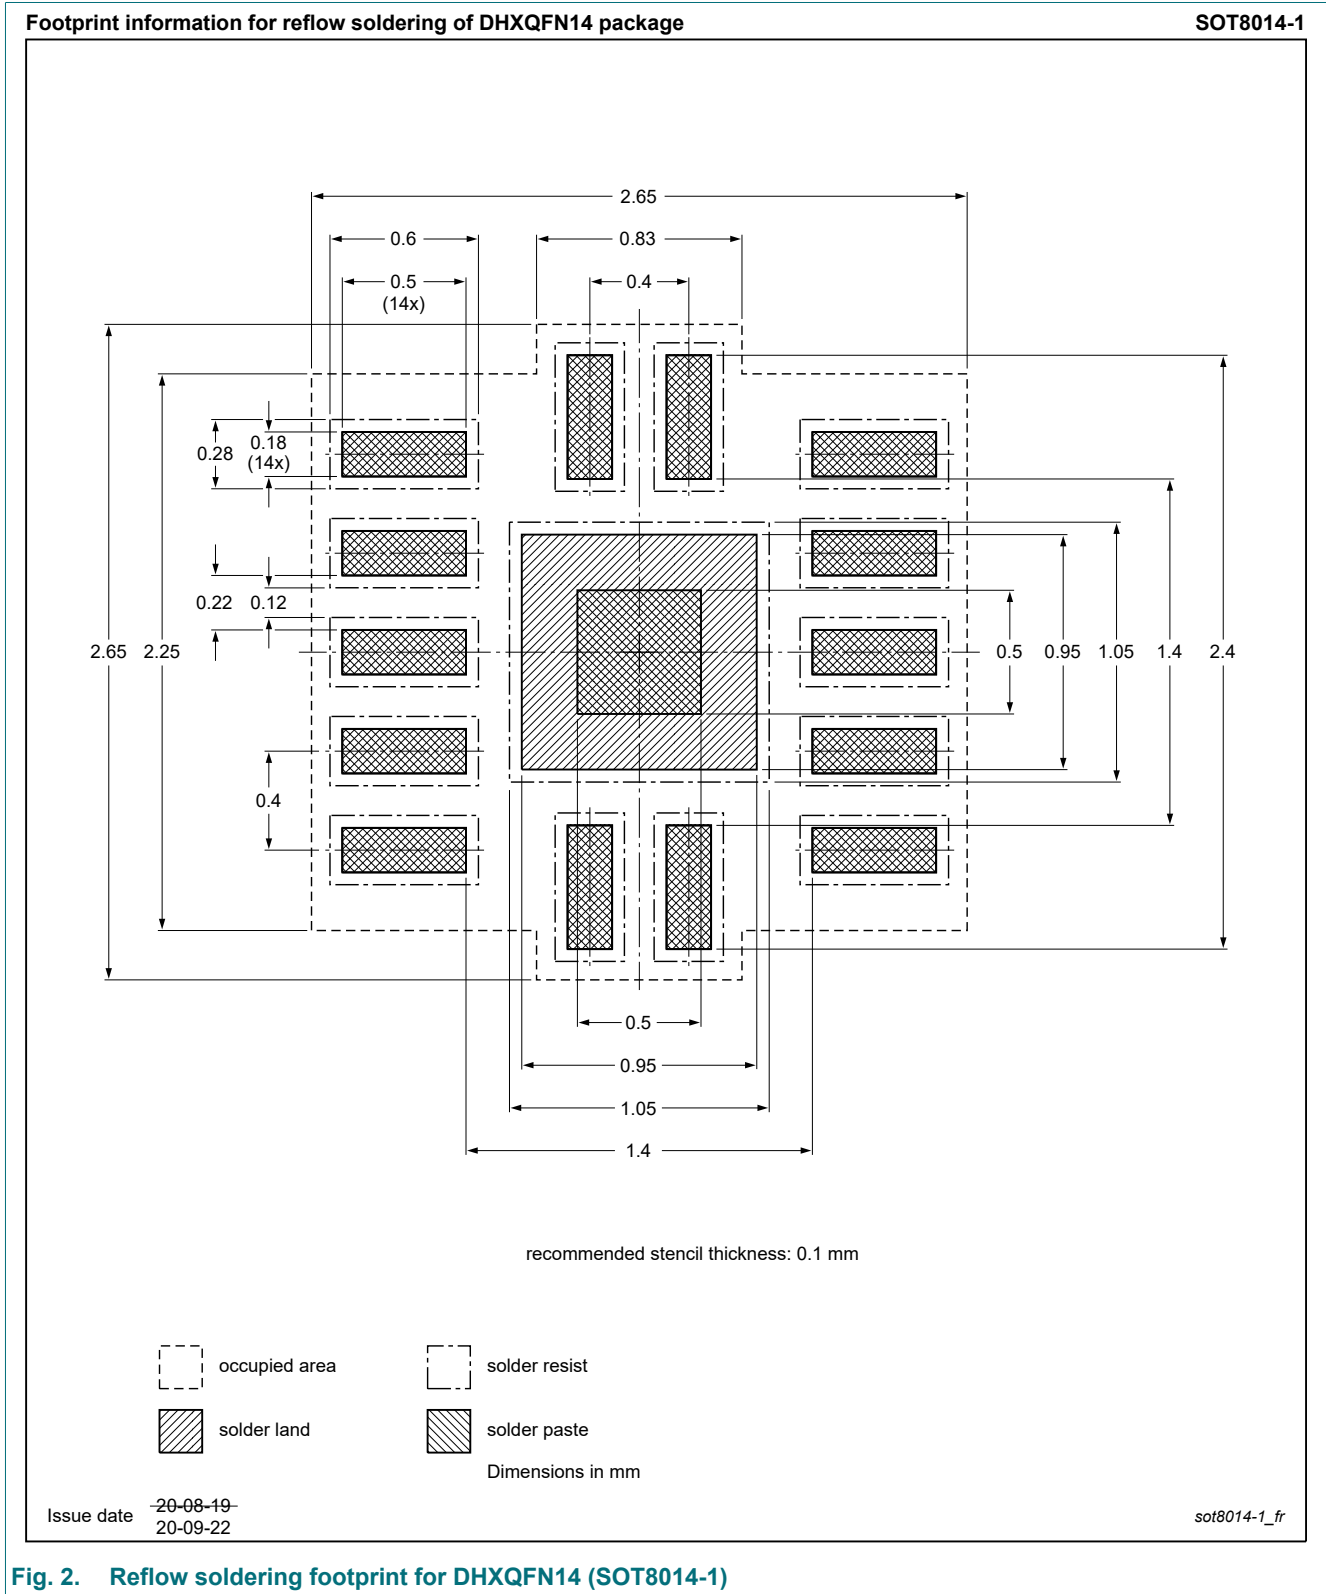 Footprint information for reflow soldering of DHXQFN14 package SOT8014-1
2.65
0.6 0.83
0.5 0.4
(14x)
0.28 0.18
(14x)
0.22 0.12
2.65 2.25 0.5 0.95 1.05 1.4 2.4
0.4
0.5
0.95
1.05
1.4
recommended stencil thickness: 0.1 mm
occupied area solder resist
solder land solder paste
Dimensions in mm
Issue date 20-08-19
20-09-22
sot8014-1_fr
Fig. 2. Reflow soldering footprint for DHXQFN14 (SOT8014-1)